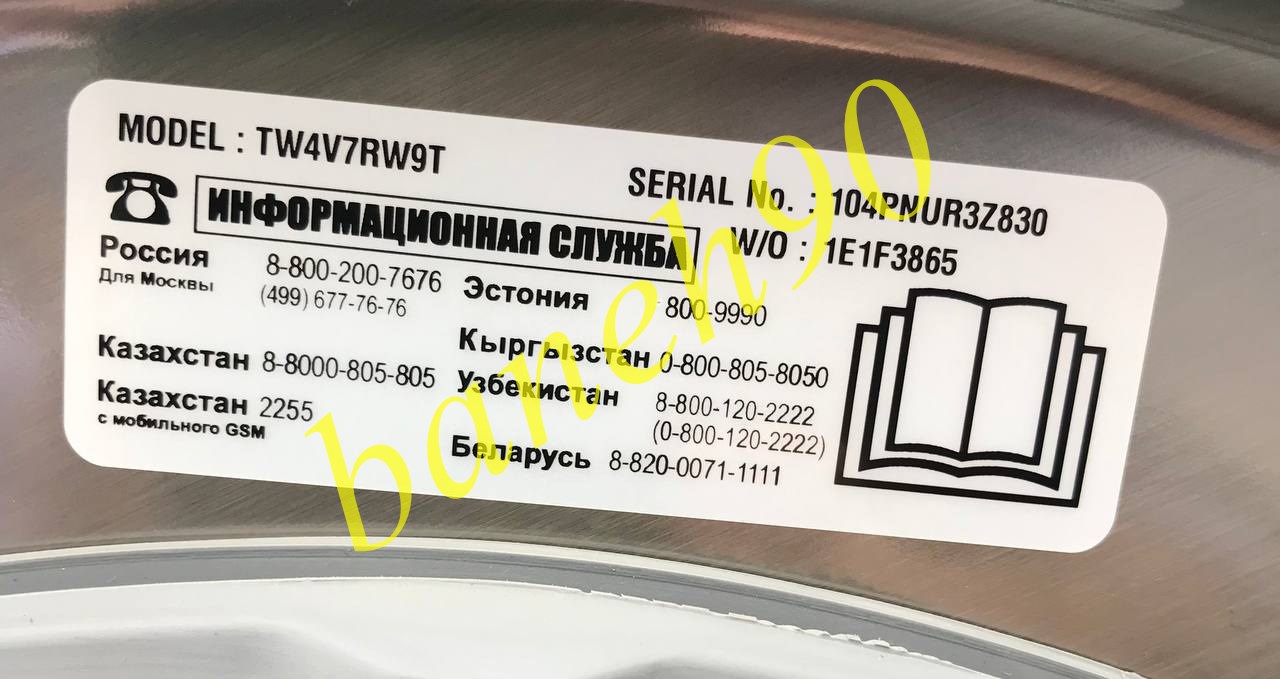 MODEL : TW4V7RW9T
SERIAL No. : 104PNUR3Z830
W/O : 1E1F3865
ИНФОРМАЦИОННАЯ СЛУЖБА
Россия 8-800-200-7676
Для Москвы (499) 677-76-76
Казахстан 8-8000-805-805
Казахстан 2255
с мобильного GSM
Эстония 800-9990
Кыргызстан 0-800-805-8050
Узбекистан 8-800-120-2222
(0-800-120-2222)
Беларусь 8-820-0071-1111
baneh90